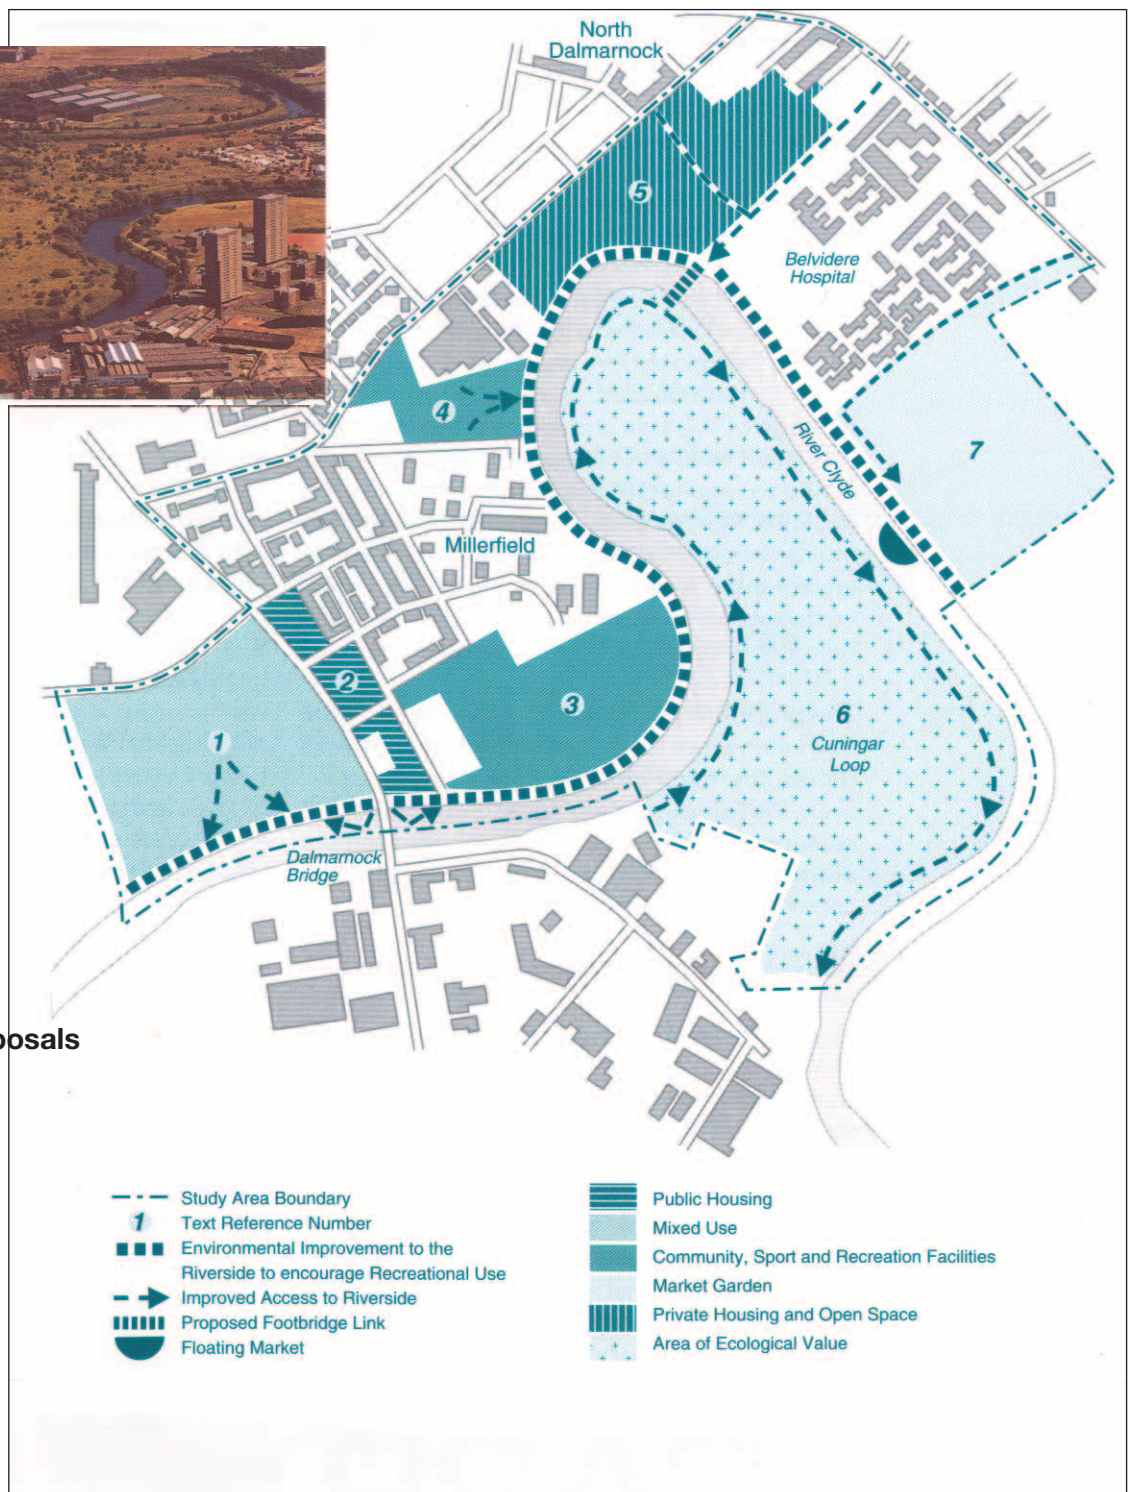 North
Dalmarnock
5
Belvidere
Hospital
4
7
River Clyde
Millerfield
2
3
6
Cuningar
Loop
1
Dalmarnock
Bridge
posals
Study Area Boundary
1 Text Reference Number
Environmental Improvement to the
Riverside to encourage Recreational Use
Improved Access to Riverside
Proposed Footbridge Link
Floating Market
Public Housing
Mixed Use
Community, Sport and Recreation Facilities
Market Garden
Private Housing and Open Space
Area of Ecological Value